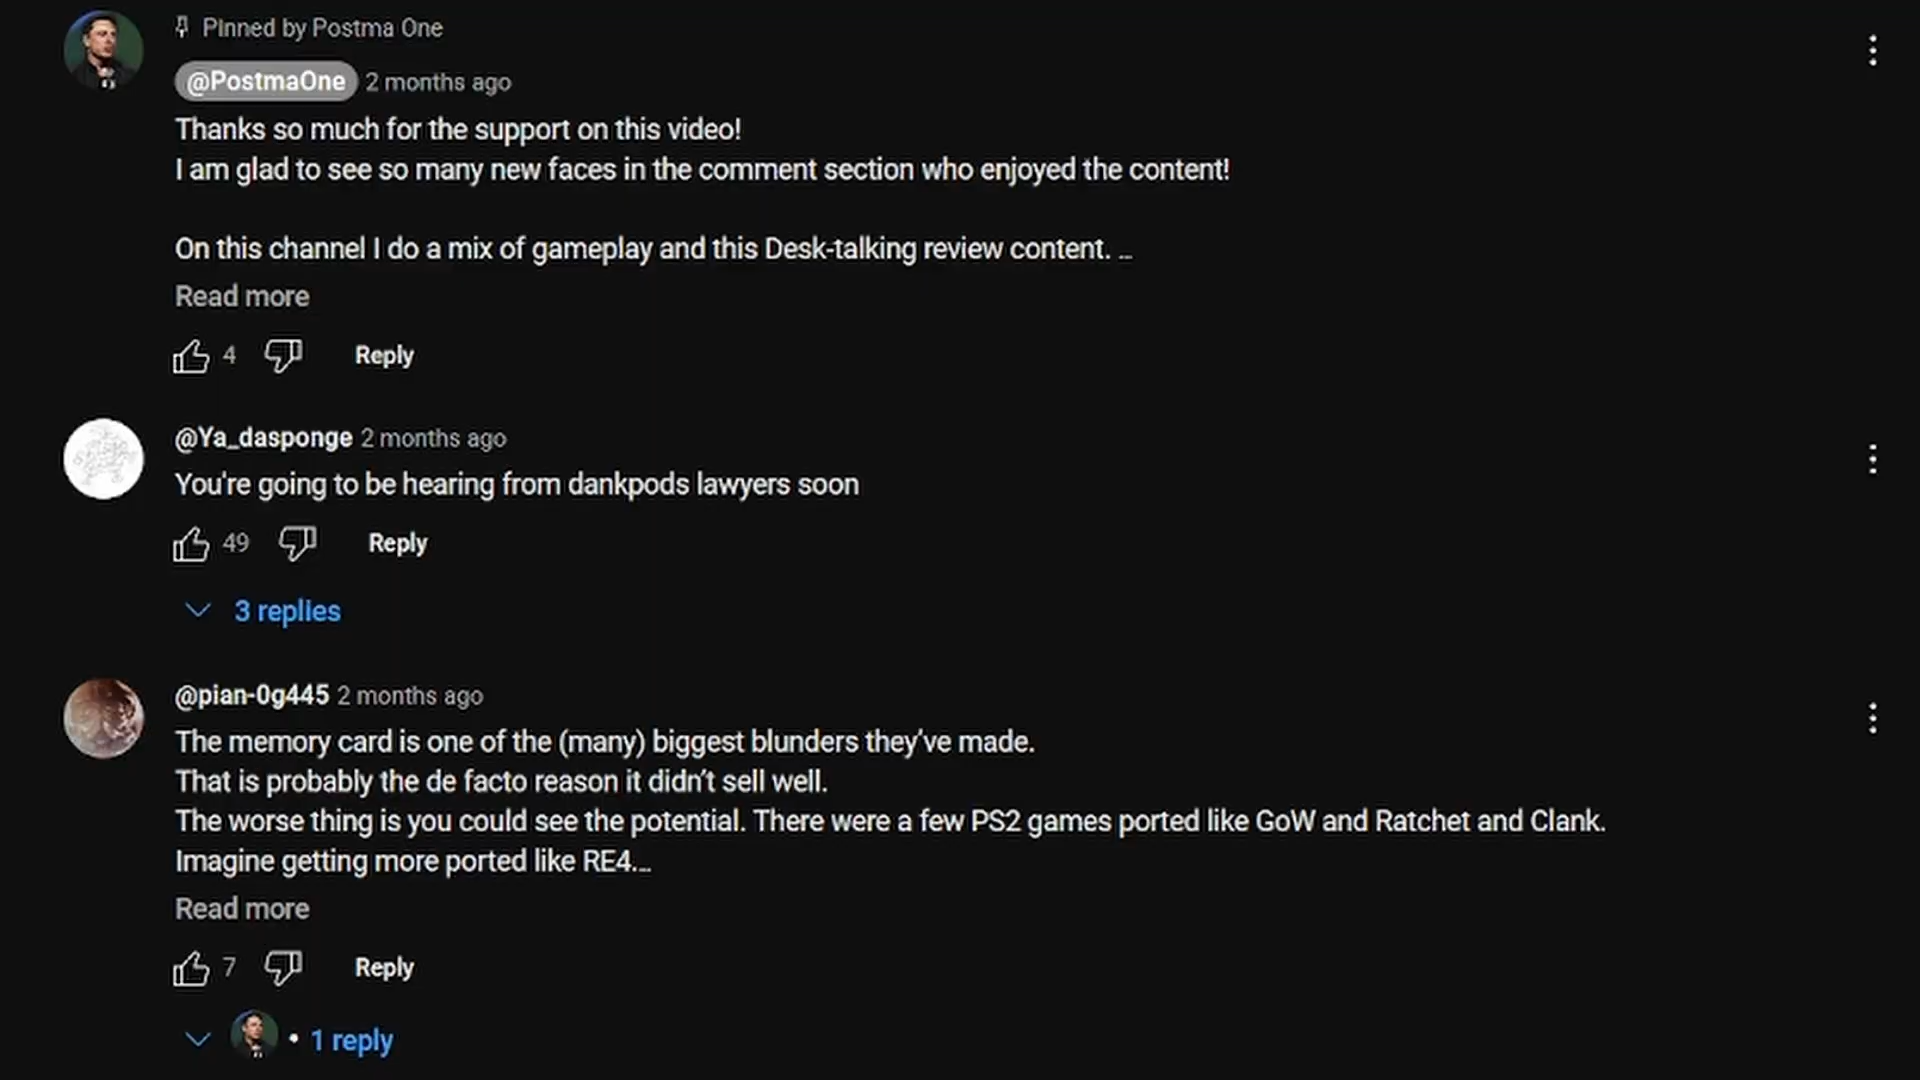 Pinned by Postma One
@PostmaOne 2 months ago
Thanks so much for the support on this video!
I am glad to see so many new faces in the comment section who enjoyed the content!
On this channel I do a mix of gameplay and this Desk-talking review content. ...
Read more
4 Reply
@Ya_dasponge 2 months ago
You're going to be hearing from dankpods lawyers soon
49 Reply
3 replies
@pian-0g445 2 months ago
The memory card is one of the (many) biggest blunders they've made.
That is probably the de facto reason it didn't sell well.
The worse thing is you could see the potential. There were a few PS2 games ported like GoW and Ratchet and Clank.
Imagine getting more ported like RE4....
Read more
7 Reply
• 1 reply